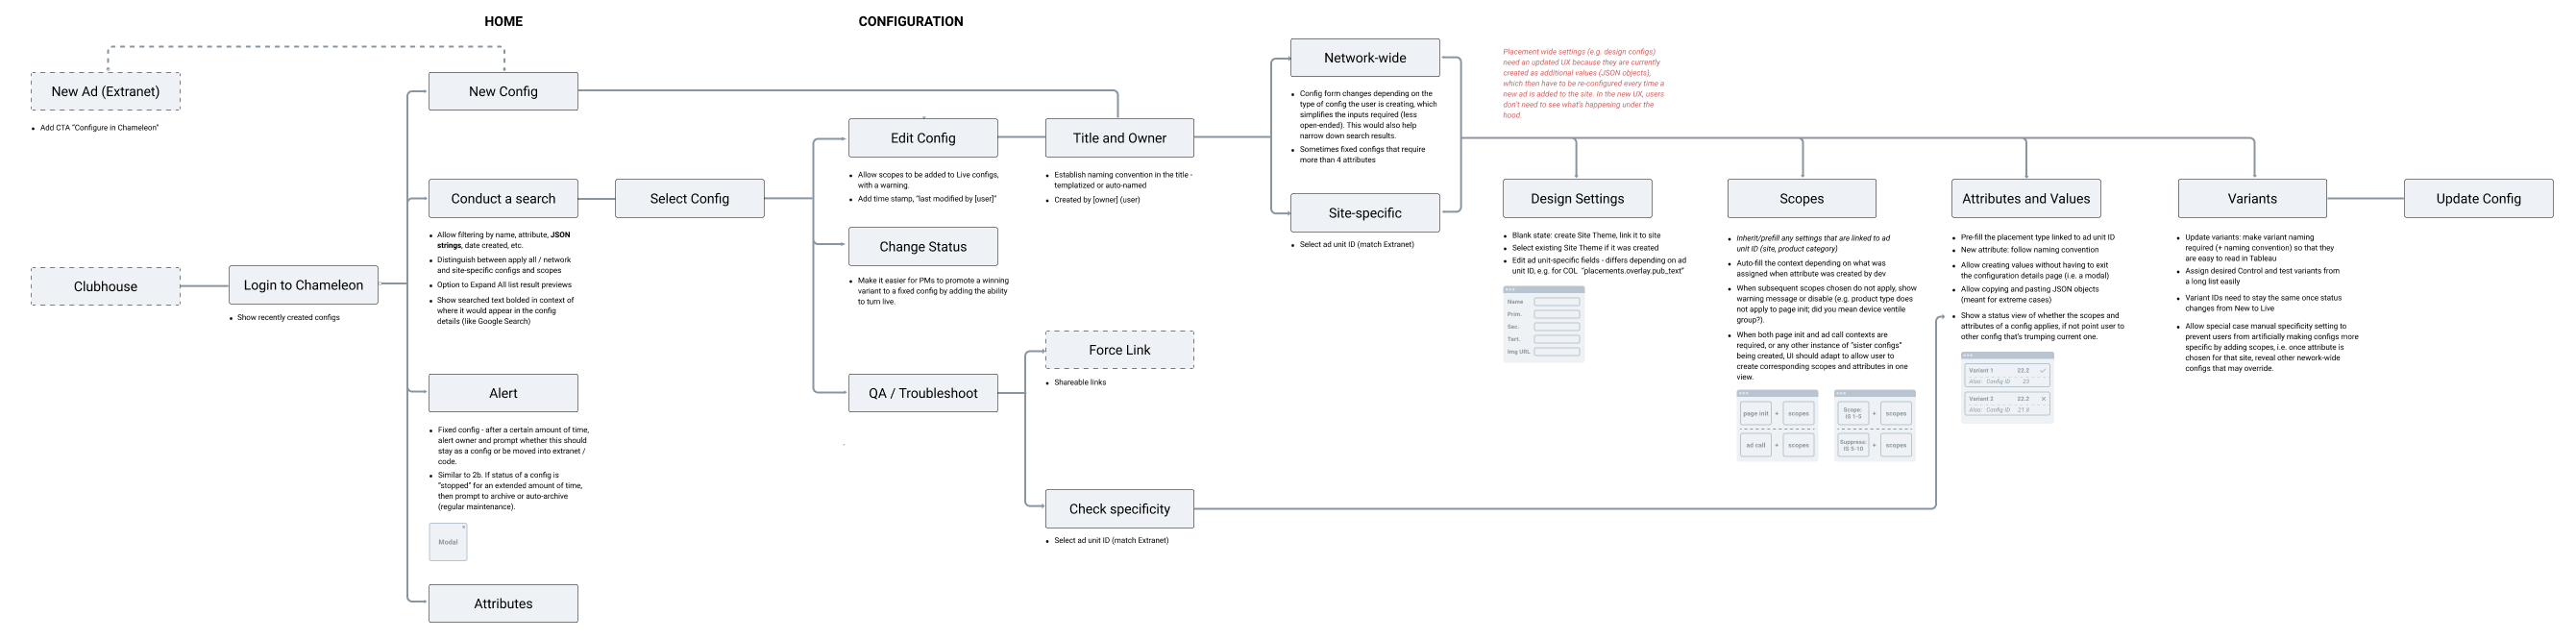 HOME
CONFIGURATION
New Ad (Extranet)
• Add CTA “Configure in Chameleon”
Clubhouse
Login to Chameleon
• Show recently created configs
New Config
Conduct a search
• Allow filtering by name, attribute, JSON
strings, date created, etc.
• Distinguish between apply all / network
and site-specific configs and scopes
• Option to Expand All list result previews
• Show searched text bolded in context of
where it would appear in the config
details (like Google Search)
Alert
• Fixed config - after a certain amount of time,
alert owner and prompt whether this should
stay as a config or be moved into extranet /
code.
• Similar to 2b. If status of a config is
“stopped” for an extended amount of time,
then prompt to archive or auto-archive
(regular maintenance).
Modal
Attributes
Select Config
Edit Config
• Allow scopes to be added to Live configs,
with a warning.
• Add time stamp, “last modified by [user]”
Change Status
• Make it easier for PMs to promote a winning
variant to a fixed config by adding the ability
to turn live.
QA / Troubleshoot
Title and Owner
• Establish naming convention in the title -
templatized or auto-named
• Created by [owner] (user)
Force Link
• Shareable links
Check specificity
• Select ad unit ID (match Extranet)
Network-wide
• Config form changes depending on the
type of config the user is creating, which
simplifies the inputs required (less
open-ended). This would also help
narrow down search results.
• Sometimes fixed configs that require
more than 4 attributes
Site-specific
• Select ad unit ID (match Extranet)
Placement wide settings (e.g. design configs)
need an updated UX because they are currently
created as additional values (JSON objects),
which then have to be re-configured every time a
new ad is added to the site. In the new UX, users
don't need to see what's happening under the
hood.
Design Settings
• Blank state: create Site Theme, link it to site
• Select existing Site Theme if it was created
• Edit ad unit-specific fields - differs depending on ad
unit ID, e.g. for COL “placements.overlay.pub_text”
Name
Prim.
Sec.
Tert.
Img URL
Scopes
• Inherit/prefill any settings that are linked to ad
unit ID (site, product category)
• Auto-fill the context depending on what was
assigned when attribute was created by dev
• When subsequent scopes chosen do not apply, show
warning message or disable (e.g. product type does
not apply to page init; did you mean device ventile
group?).
• When both page init and ad call contexts are
required, or any other instance of “sister configs”
being created, UI should adapt to allow user to
create corresponding scopes and attributes in one
view.
page init + scopes
ad call + scopes
Scope:
IS 1-5
+ scopes
Suppress:
IS 5-10
+ scopes
Attributes and Values
• Pre-fill the placement type linked to ad unit ID
• New attribute: follow naming convention
• Allow creating values without having to exit
the configuration details page (i.e. a modal)
• Allow copying and pasting JSON objects
(meant for extreme cases)
• Show a status view of whether the scopes and
attributes of a config applies, if not point user to
other config that's trumping current one.
Variant 1 22.2
Alias: Config ID 23
Variant 2 22.2
Alias: Config ID 21.6
Variants
• Update variants: make variant naming
required (+ naming convention) so that they
are easy to read in Tableau
• Assign desired Control and test variants from
a long list easily
• Variant IDs need to stay the same once status
changes from New to Live
• Allow special case manual specificity setting to
prevent users from artificially making configs more
specific by adding scopes, i.e. once attribute is
chosen for that site, reveal other nework-wide
configs that may override.
Update Config